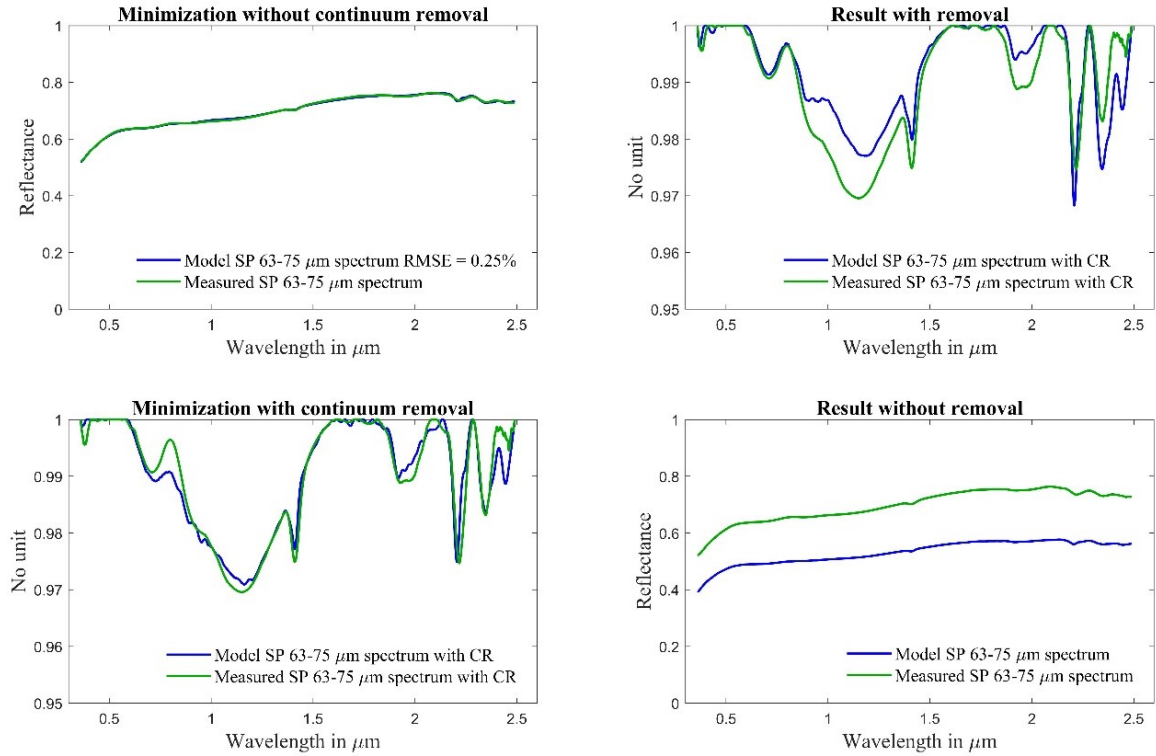 Minimization without continuum removal
1
0.8
0.6
0.4
0.2
0
Reflectance
Model SP 63-75 μm spectrum RMSE = 0.25%
Measured SP 63-75 μm spectrum
0.5 1 1.5 2 2.5
Wavelength in μm
Result with removal
1
0.99
0.98
0.97
0.96
0.95
No unit
Model SP 63-75 μm spectrum with CR
Measured SP 63-75 μm spectrum with CR
0.5 1 1.5 2 2.5
Wavelength in μm
Minimization with continuum removal
1
0.99
0.98
0.97
0.96
0.95
No unit
Model SP 63-75 μm spectrum with CR
Measured SP 63-75 μm spectrum with CR
0.5 1 1.5 2 2.5
Wavelength in μm
Result without removal
1
0.8
0.6
0.4
0.2
0
Reflectance
Model SP 63-75 μm spectrum
Measured SP 63-75 μm spectrum
0.5 1 1.5 2 2.5
Wavelength in μm